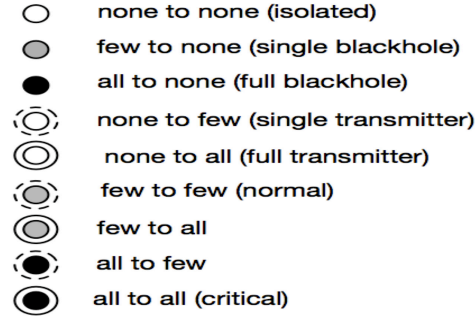 none to none (isolated)
few to none (single blackhole)
all to none (full blackhole)
none to few (single transmitter)
none to all (full transmitter)
few to few (normal)
few to all
all to few
all to all (critical)